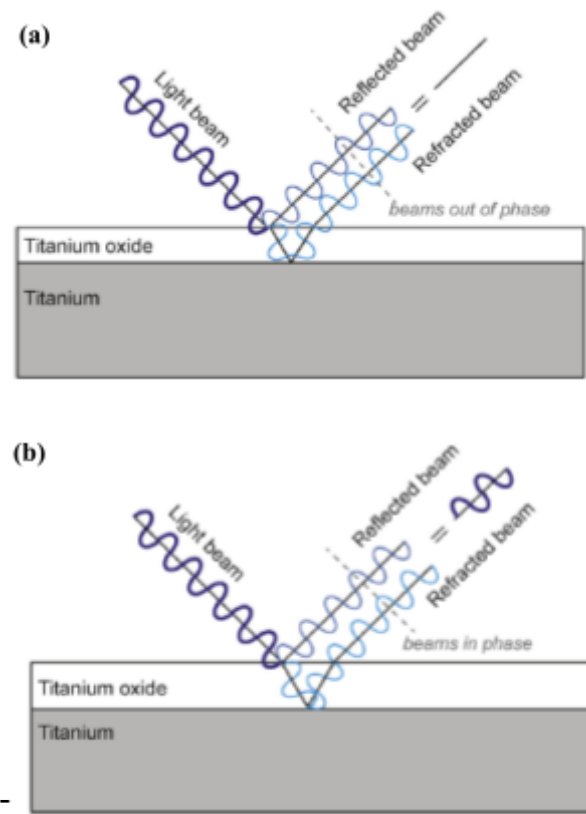 (a)
Light beam
Reflected beam
=
Refracted beam
beams out of phase
Titanium oxide
Titanium
(b)
Light beam
Reflected beam
=
Refracted beam
beams in phase
Titanium oxide
Titanium
-